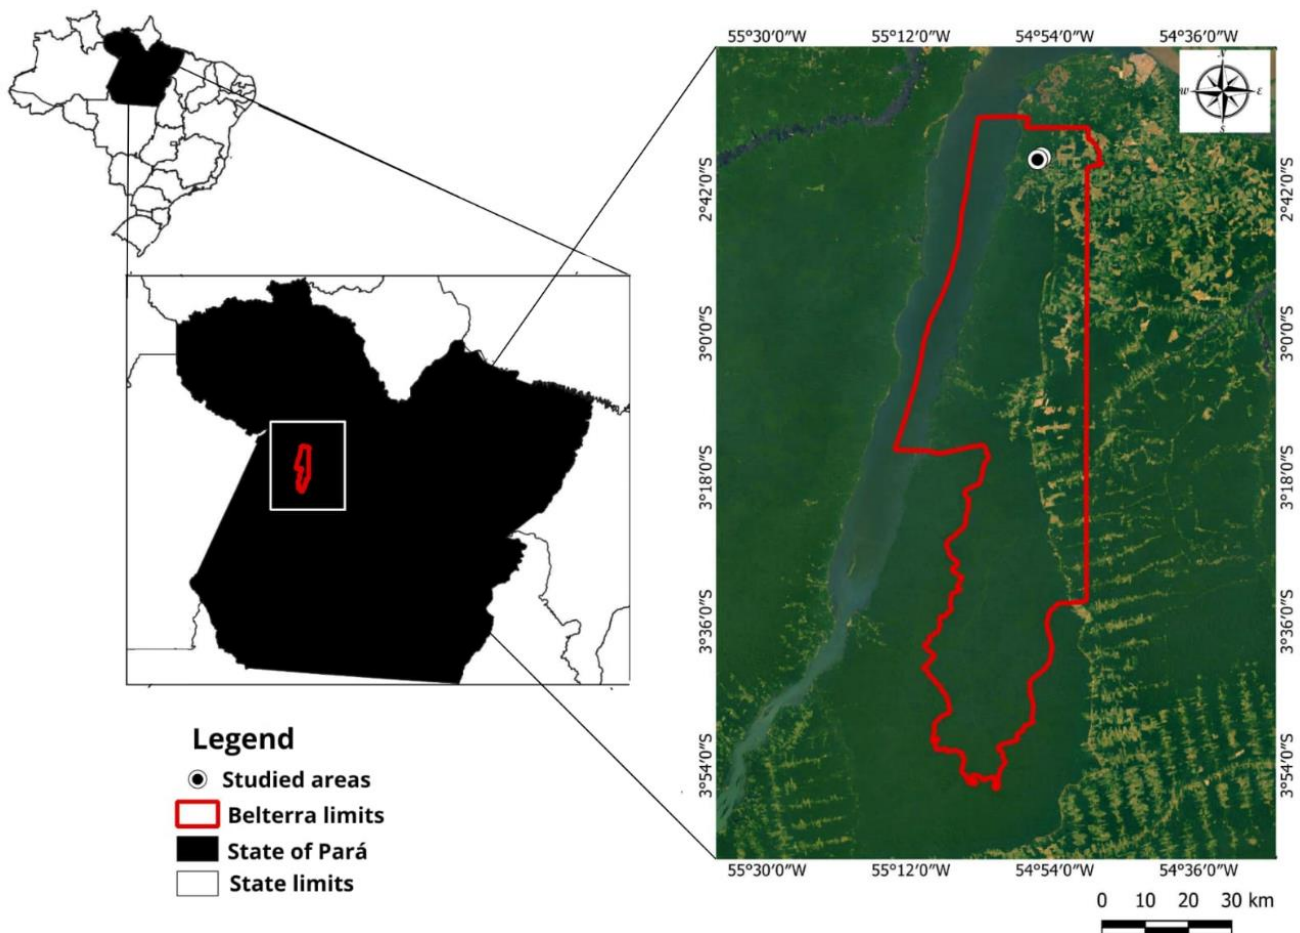 55°30'0"W 55°12'0"W 54°54'0"W 54°36'0"W
N
W E
S
2°42'0"S 2°42'0"S
3°0'0"S 3°0'0"S
3°18'0"S 3°18'0"S
3°36'0"S 3°36'0"S
3°54'0"S 3°54'0"S
55°30'0"W 55°12'0"W 54°54'0"W 54°36'0"W
0 10 20 30 km
Legend
Studied areas
Belterra limits
State of Pará
State limits